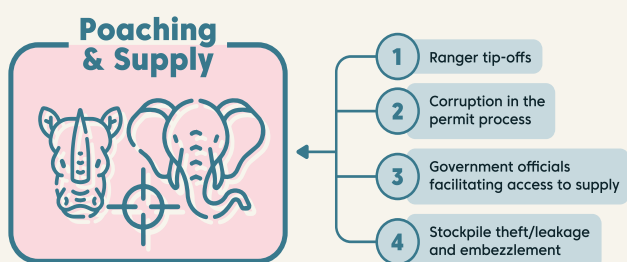 Poaching
& Supply
1
Ranger tip-offs
2
Corruption in the
permit process
3
Government officials
facilitating access to supply
4
Stockpile theft/leakage
and embezzlement